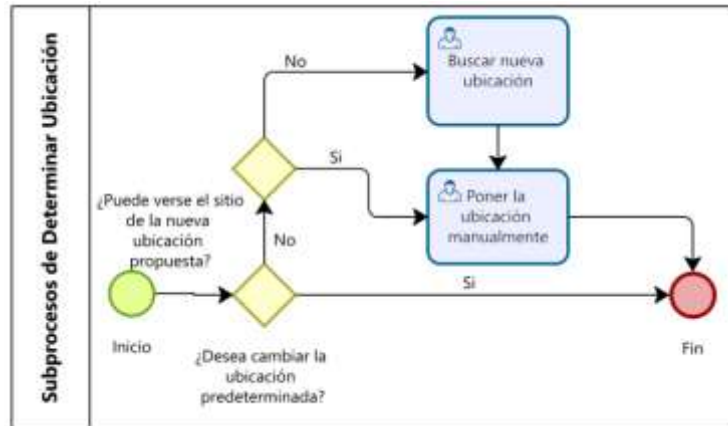 Subprocesos de Determinar Ubicación
No
Buscar nueva
ubicación
Si
¿Puede verse el sitio
de la nueva
ubicación
propuesta?
Poner la
ubicación
manualmente
No
Si
Inicio
¿Desea cambiar la
ubicación
predeterminada?
Fin